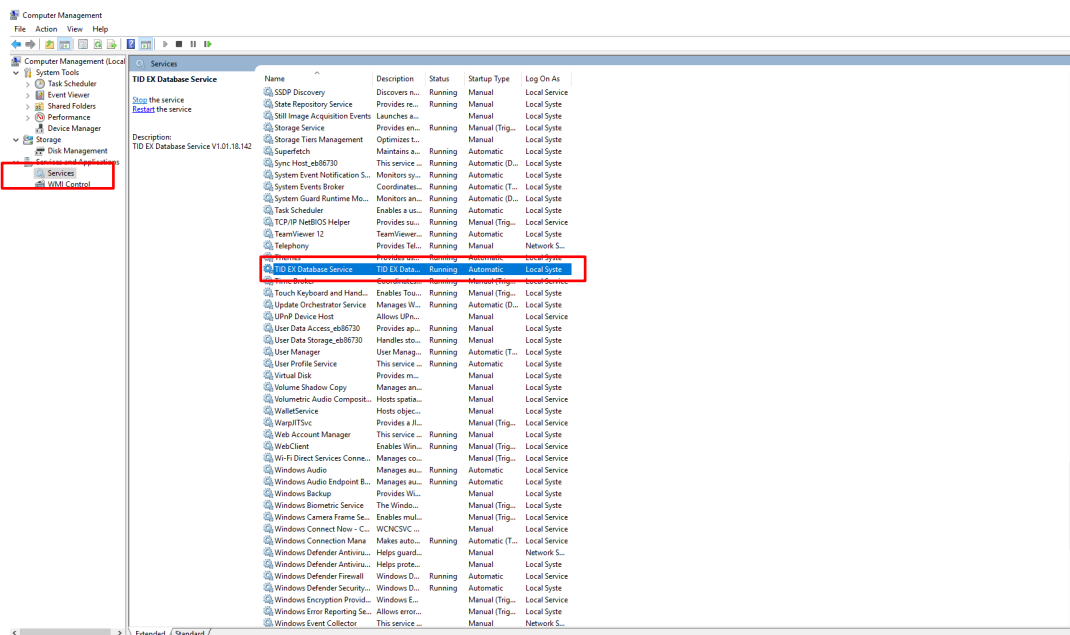 Computer Management
File Action View Help
Computer Management (Local
System Tools
Task Scheduler
Event Viewer
Shared Folders
Performance
Device Manager
Storage
Disk Management
Services and Applications
Services
WMI Control
Services
TID EX Database Service
Stop the service
Restart the service
Description:
TID EX Database Service V1.01.18.142
Name Description Status Startup Type Log On As
SSDP Discovery Discovers n... Running Manual Local Service
State Repository Service Provides re... Running Manual Local Syste
Still Image Acquisition Events Launches a... Manual Local Syste
Storage Service Provides en... Running Manual (Trig... Local Syste
Storage Tiers Management Optimizes t... Manual Local Syste
Superfetch Maintains a... Running Automatic Local Syste
Sync Host_eb86730 This service ... Running Automatic (D... Local Syste
System Event Notification S... Monitors sy... Running Automatic Local Syste
System Events Broker Coordinates... Running Automatic (T... Local Syste
System Guard Runtime Mo... Monitors an... Running Automatic (D... Local Syste
Task Scheduler Enables a us... Running Automatic Local Syste
TCP/IP NetBIOS Helper Provides su... Running Manual (Trig... Local Service
TeamViewer 12 TeamViewer... Running Automatic Local Syste
Telephony Provides Tel... Running Manual Network S...
Themes Provides us... Running Automatic Local Syste
TID EX Database Service TID EX Data... Running Automatic Local Syste
Time Broker Coordinates... Running Manual (Trig... Local Service
Touch Keyboard and Hand... Enables Tou... Running Manual (Trig... Local Syste
Update Orchestrator Service Manages W... Running Automatic (D... Local Syste
UPnP Device Host Allows UPn... Manual Local Service
User Data Access_eb86730 Provides ap... Running Manual Local Syste
User Data Storage_eb86730 Handles sto... Running Manual Local Syste
User Manager User Manag... Running Automatic (T... Local Syste
User Profile Service This service ... Running Automatic Local Syste
Virtual Disk Provides m... Manual Local Syste
Volume Shadow Copy Manages an... Manual Local Syste
Volumetric Audio Composit... Hosts spatia... Manual Local Service
WalletService Hosts objec... Manual Local Syste
WarpJITSvc Provides a JI... Manual (Trig... Local Service
Web Account Manager This service ... Running Manual Local Syste
WebClient Enables Win... Running Manual (Trig... Local Service
Wi-Fi Direct Services Conne... Manages co... Manual (Trig... Local Service
Windows Audio Manages au... Running Automatic Local Service
Windows Audio Endpoint B... Manages au... Running Automatic Local Syste
Windows Backup Provides Wi... Manual Local Syste
Windows Biometric Service The Windo... Manual (Trig... Local Syste
Windows Camera Frame Se... Enables mul... Manual (Trig... Local Service
Windows Connect Now - C... WCNCSVC ... Manual Local Service
Windows Connection Mana Makes auto... Running Automatic (T... Local Service
Windows Defender Antiviru... Helps guard... Manual Network S...
Windows Defender Antiviru... Helps prote... Manual Local Syste
Windows Defender Firewall Windows D... Running Automatic Local Service
Windows Defender Security... Windows D... Running Automatic Local Syste
Windows Encryption Provid... Windows E... Manual (Trig... Local Service
Windows Error Reporting Se... Allows error... Manual (Trig... Local Syste
Windows Event Collector This service ... Manual Network S...
Extended Standard